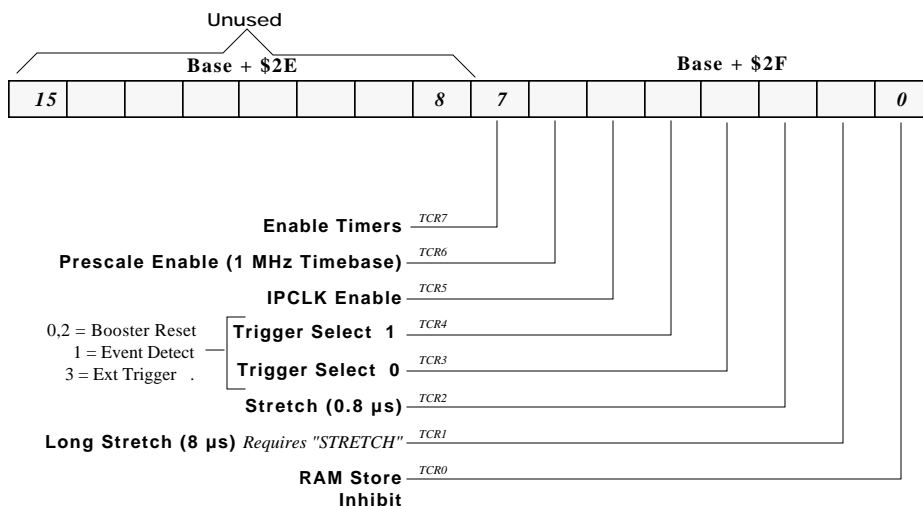 Unused
Base + $2E
Base + $2F
15 8 7 0
Enable Timers TCR7
Prescale Enable (1 MHz Timebase) TCR6
IPCLK Enable TCR5
0,2 = Booster Reset
1 = Event Detect
3 = Ext Trigger .
Trigger Select 1 TCR4
Trigger Select 0 TCR3
Stretch (0.8 µs) TCR2
Long Stretch (8 µs) Requires "STRETCH" TCR1
RAM Store TCR0
Inhibit